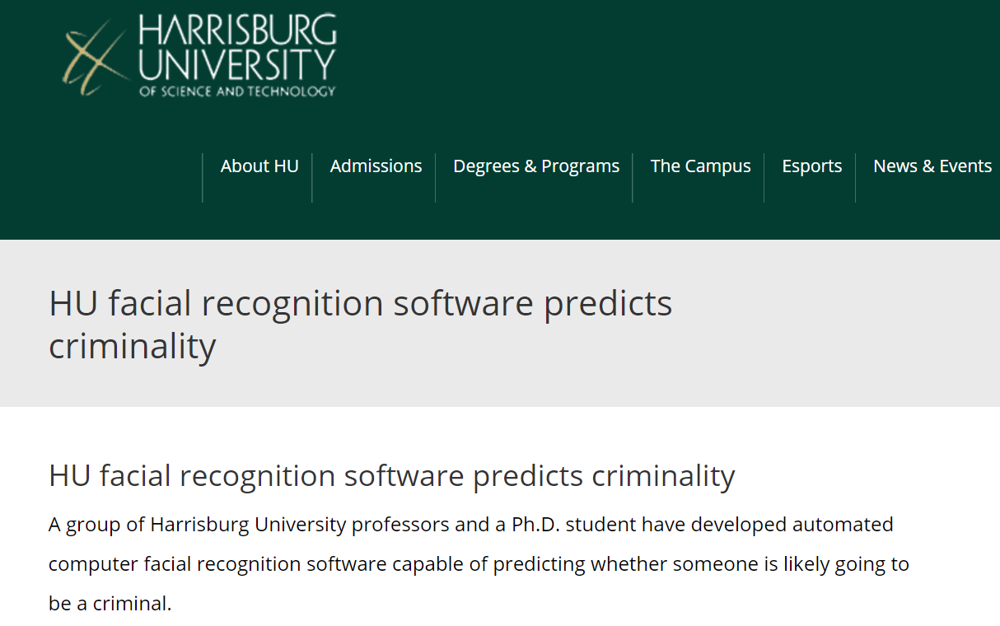 HARRISBURG
UNIVERSITY
OF SCIENCE AND TECHNOLOGY
About HU
Admissions
Degrees & Programs
The Campus
Esports
News & Events
HU facial recognition software predicts
criminality
HU facial recognition software predicts criminality
A group of Harrisburg University professors and a Ph.D. student have developed automated
computer facial recognition software capable of predicting whether someone is likely going to
be a criminal.